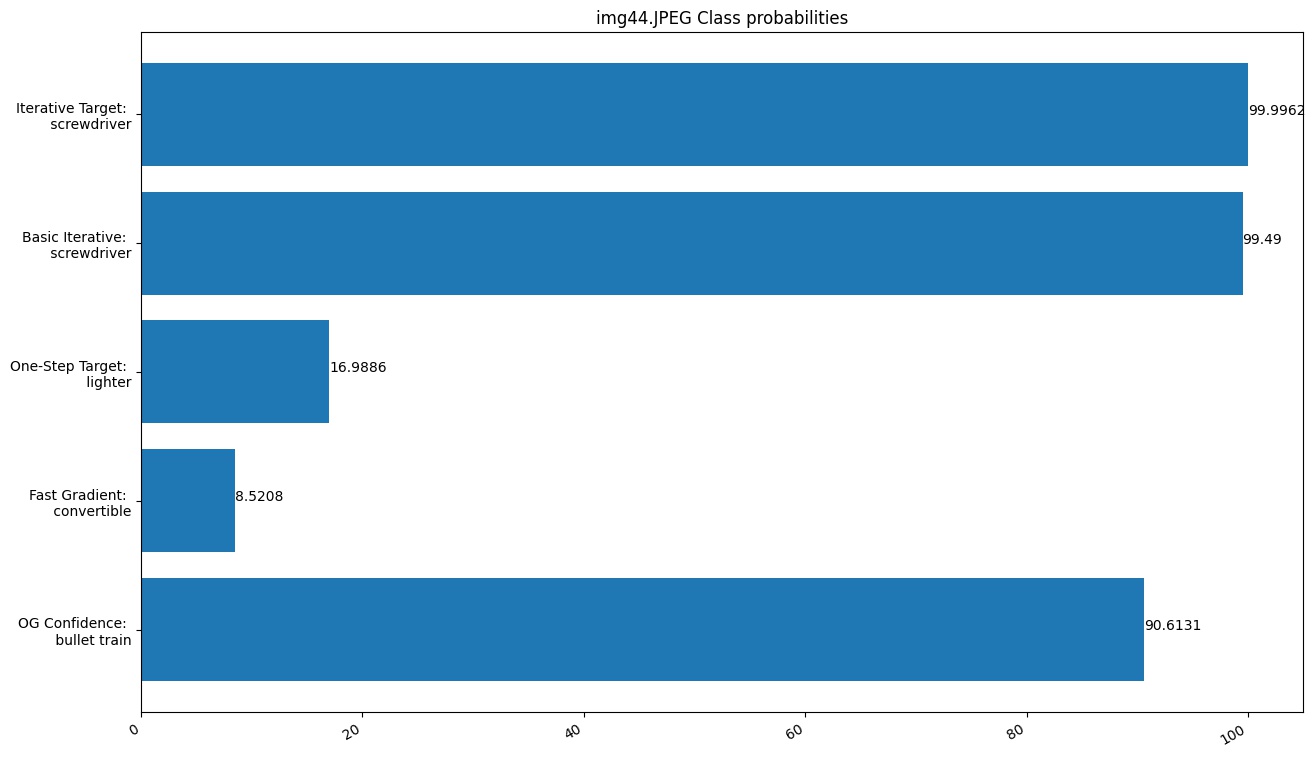 img44.JPEG Class probabilities
Iterative Target:
screwdriver
99.9962
Basic Iterative:
screwdriver
99.49
One-Step Target:
lighter
16.9886
Fast Gradient:
convertible
8.5208
OG Confidence:
bullet train
90.6131
0 20 40 60 80 100